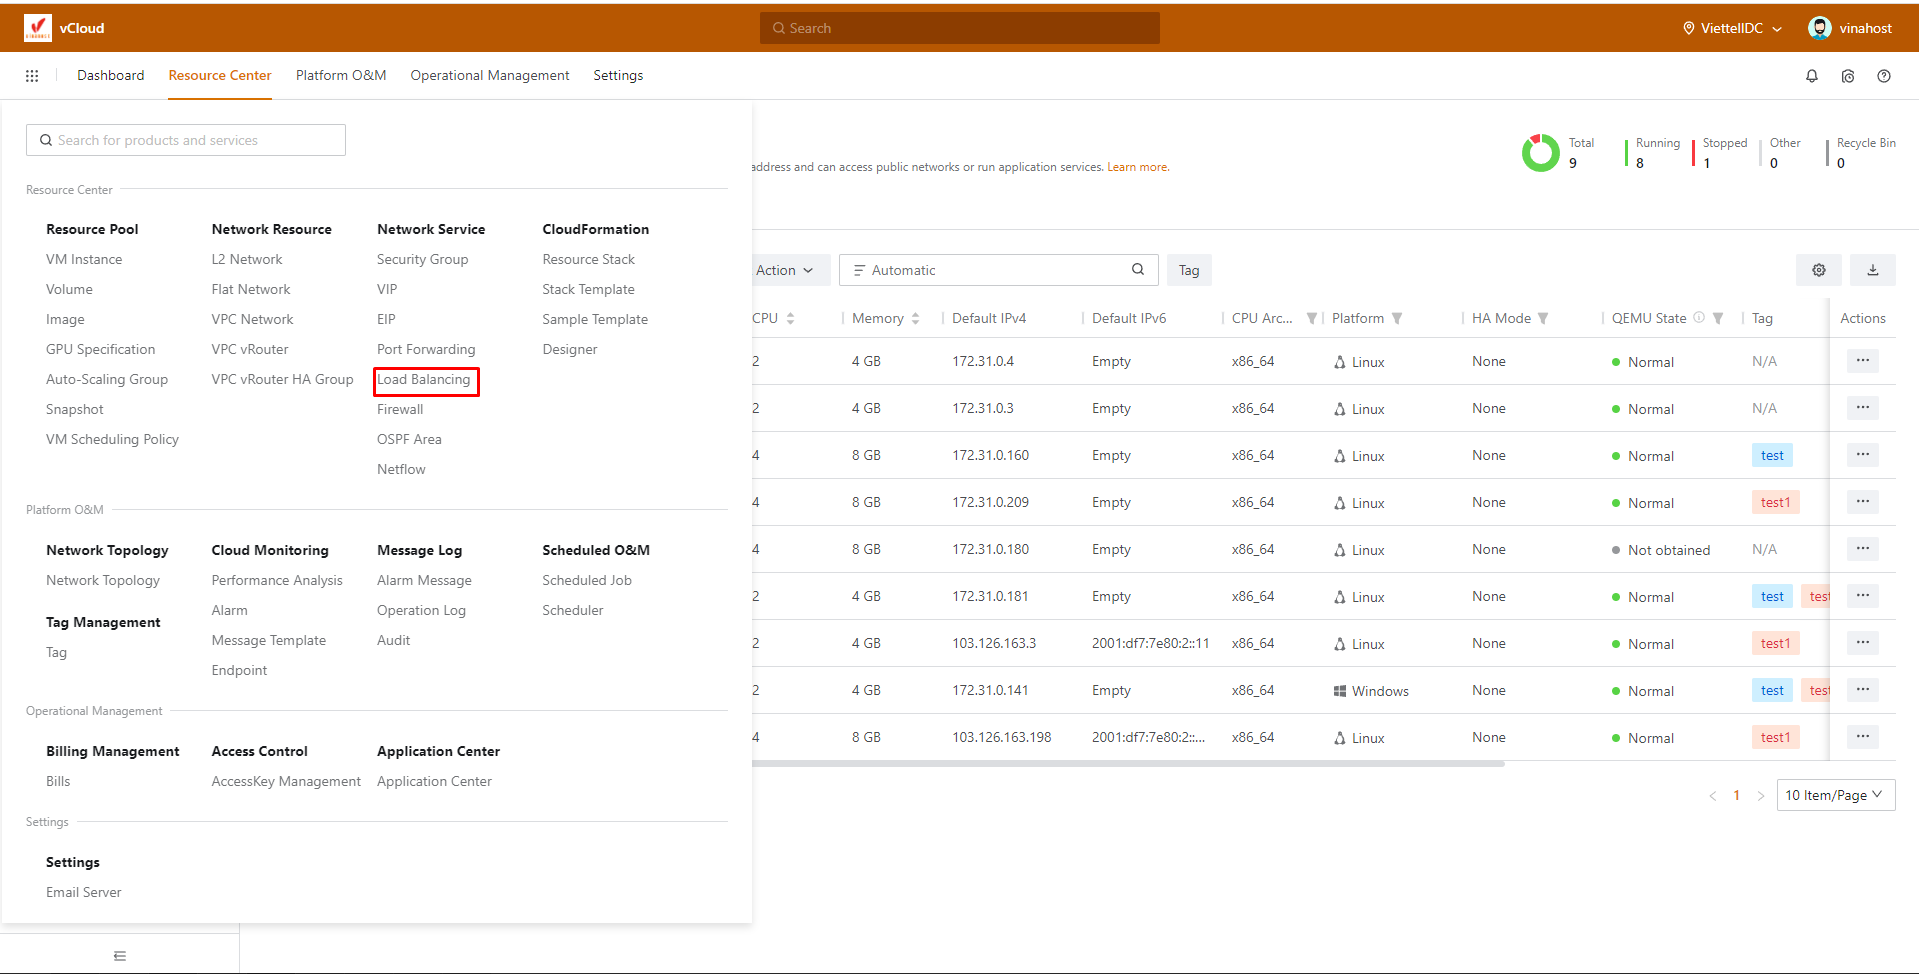 vCloud
Search
ViettelIDC
vinahost
Dashboard Resource Center Platform O&M Operational Management Settings
Search for products and services
Resource Center
Resource Pool
VM Instance
Volume
Image
GPU Specification
Auto-Scaling Group
Snapshot
VM Scheduling Policy
Network Resource
L2 Network
Flat Network
VPC Network
VPC vRouter
VPC vRouter HA Group
Network Service
Security Group
VIP
EIP
Port Forwarding
Load Balancing
Firewall
OSPF Area
Netflow
CloudFormation
Resource Stack
Stack Template
Sample Template
Designer
Platform O&M
Network Topology
Network Topology
Tag Management
Tag
Cloud Monitoring
Performance Analysis
Alarm
Message Template
Endpoint
Message Log
Alarm Message
Operation Log
Audit
Scheduled O&M
Scheduled Job
Scheduler
Operational Management
Billing Management
Bills
Access Control
AccessKey Management
Application Center
Application Center
Settings
Settings
Email Server
address and can access public networks or run application services. Learn more.
Total 9
Running 8
Stopped 1
Other 0
Recycle Bin 0
Action Automatic Tag
CPU Memory Default IPv4 Default IPv6 CPU Arc... Platform HA Mode QEMU State Tag Actions
2 4 GB 172.31.0.4 Empty x86_64 Linux None Normal N/A ...
2 4 GB 172.31.0.3 Empty x86_64 Linux None Normal N/A ...
4 8 GB 172.31.0.160 Empty x86_64 Linux None Normal test ...
4 8 GB 172.31.0.209 Empty x86_64 Linux None Normal test1 ...
4 8 GB 172.31.0.180 Empty x86_64 Linux None Not obtained N/A ...
2 4 GB 172.31.0.181 Empty x86_64 Linux None Normal test test ...
2 4 GB 103.126.163.3 2001:df7:7e80:2::11 x86_64 Linux None Normal test1 ...
2 4 GB 172.31.0.141 Empty x86_64 Windows None Normal test test ...
4 8 GB 103.126.163.198 2001:df7:7e80:2::... x86_64 Linux None Normal test1 ...
< 1 > 10 Item/Page